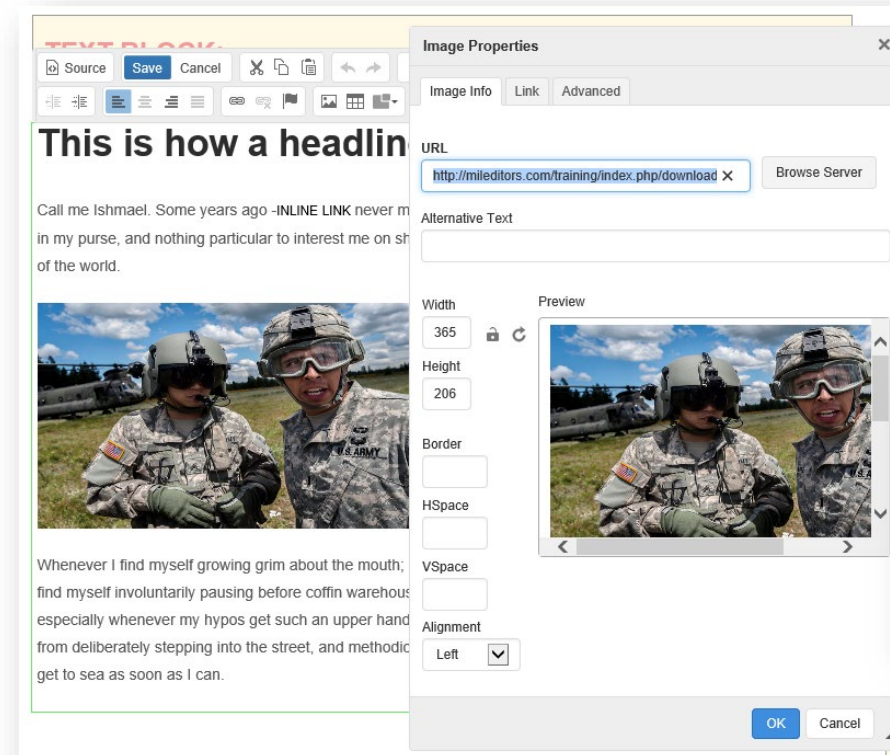 TEXT BLOCK:
Source Save Cancel
This is how a headlin
Call me Ishmael. Some years ago -INLINE LINK never m
in my purse, and nothing particular to interest me on sh
of the world.
U.S. ARMY
Whenever I find myself growing grim about the mouth;
find myself involuntarily pausing before coffin warehous
especially whenever my hypos get such an upper hand
from deliberately stepping into the street, and methodic
get to sea as soon as I can.
Image Properties
Image Info Link Advanced
URL
http://mileditors.com/training/index.php/download
Browse Server
Alternative Text
Width
365
Height
206
Border
HSpace
VSpace
Alignment
Left
Preview
OK Cancel